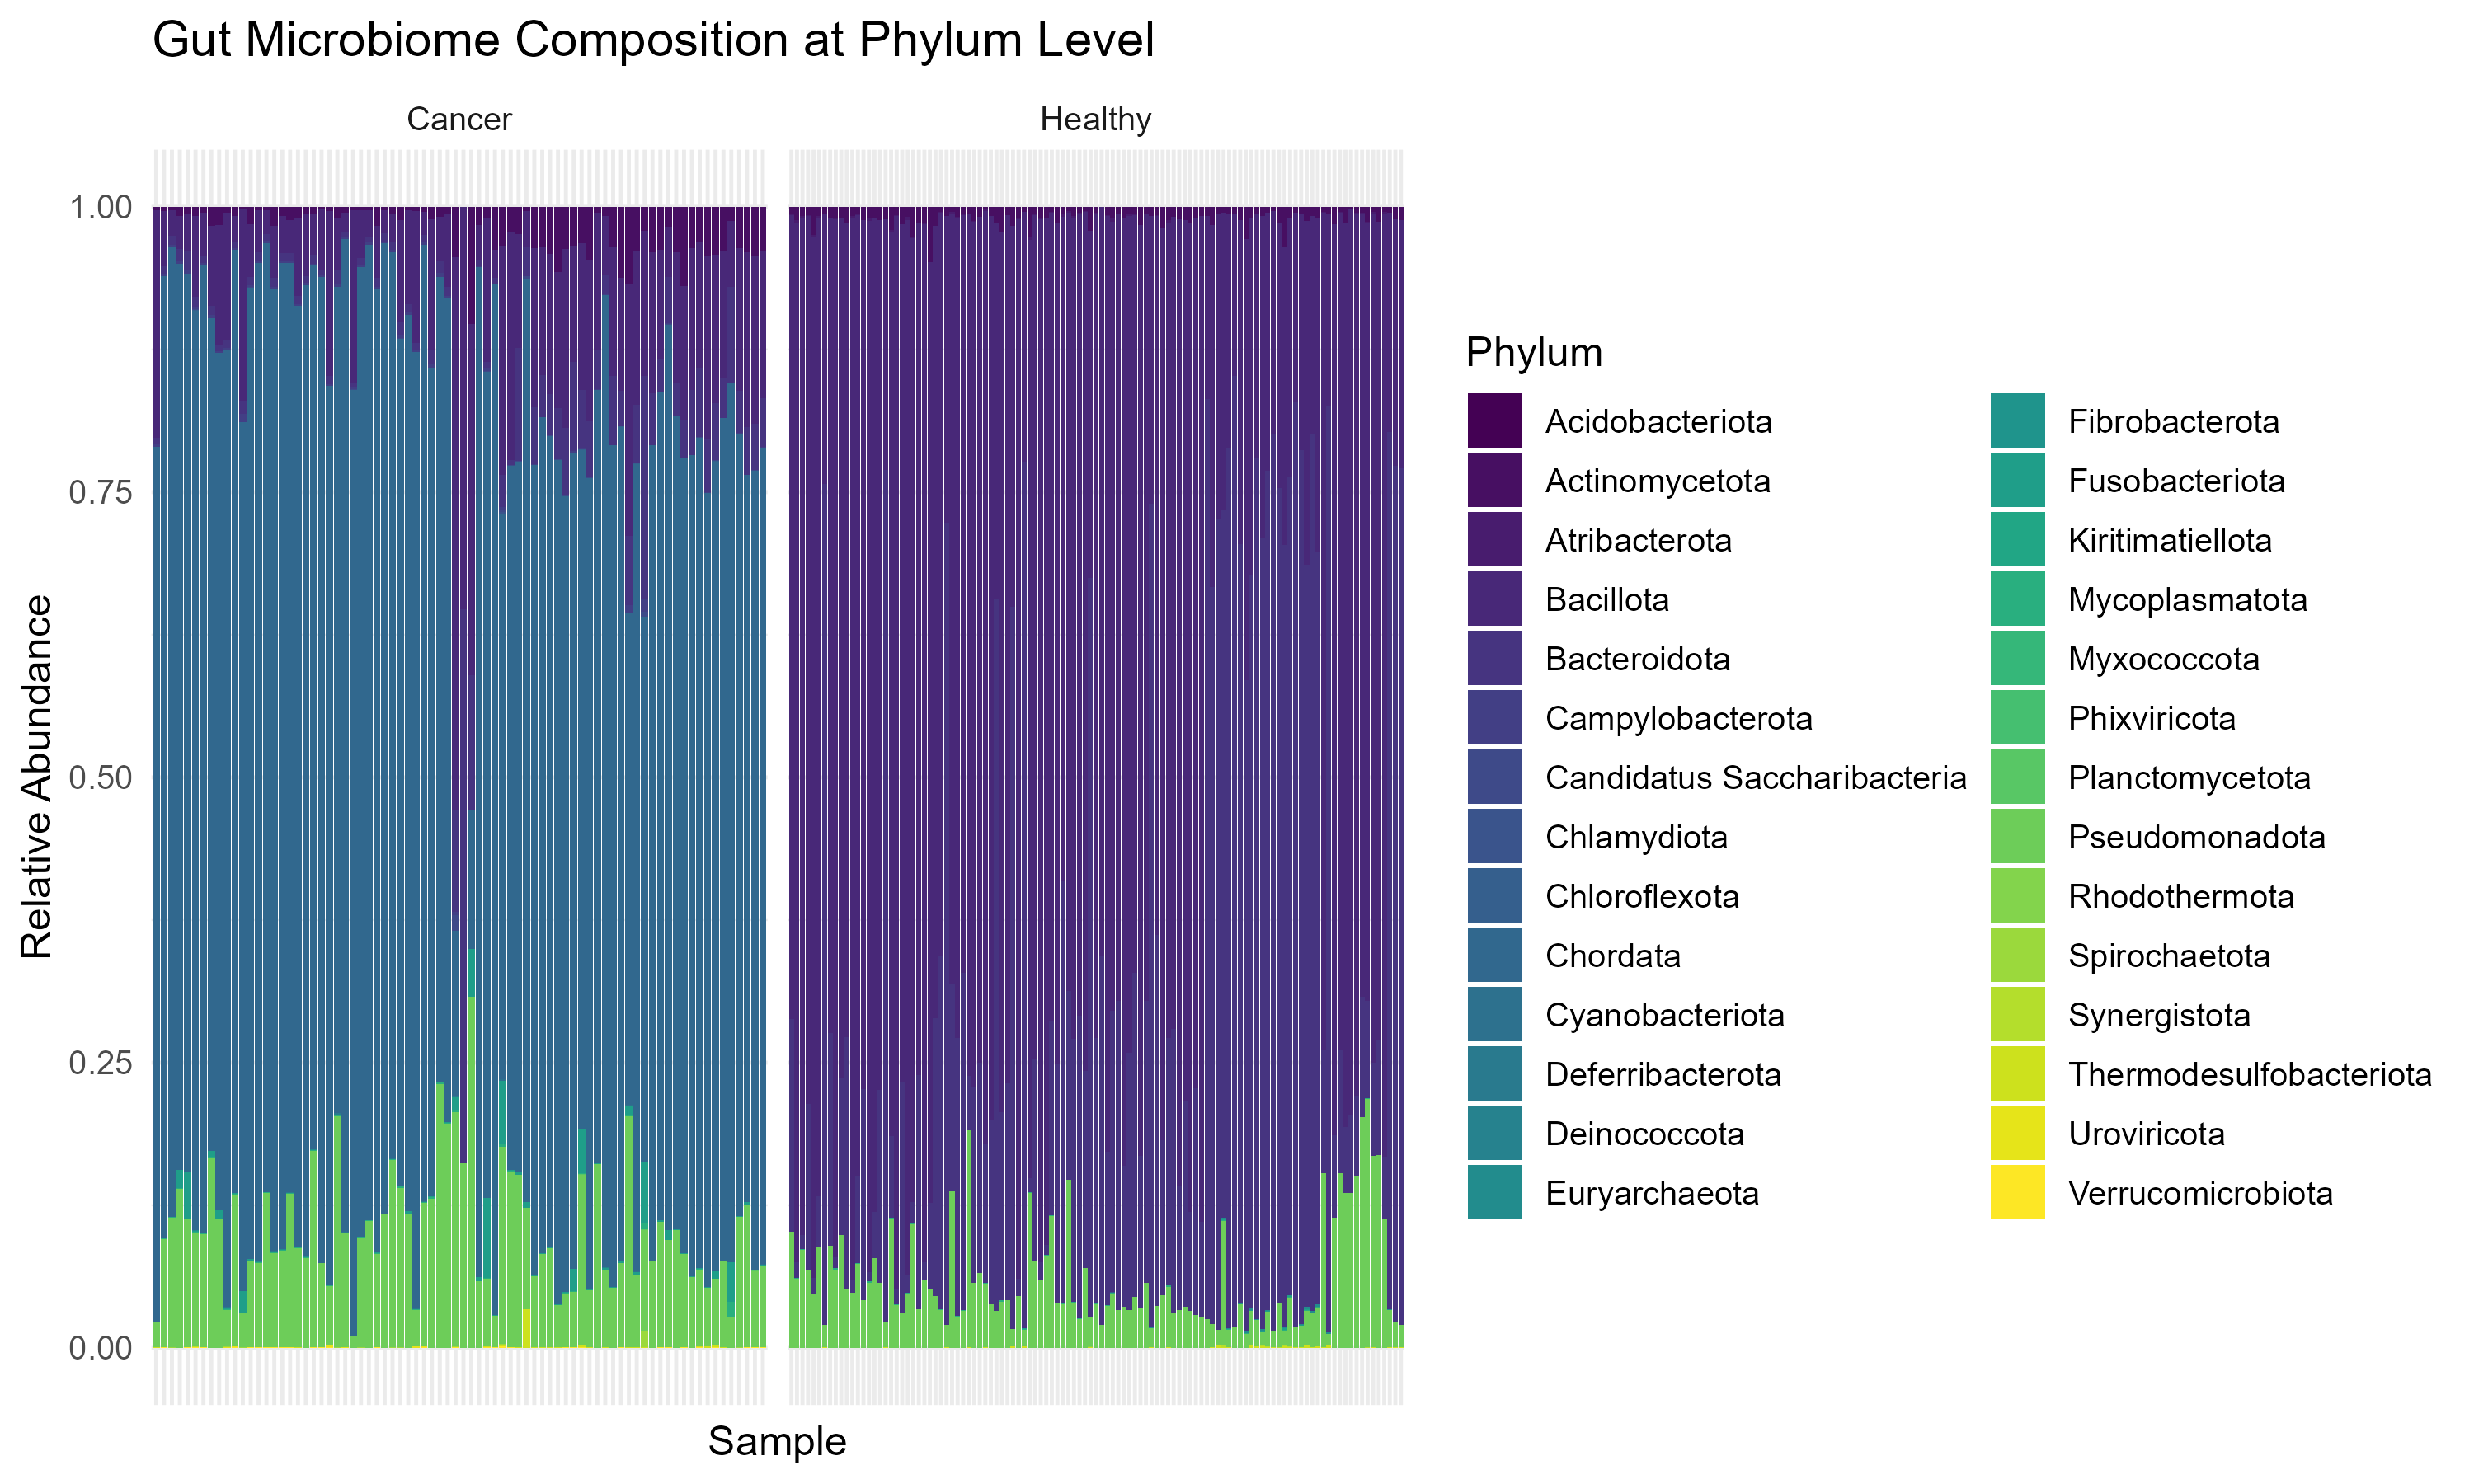 Gut Microbiome Composition at Phylum Level
Cancer
Healthy
1.00
0.75
0.50
0.25
0.00
Relative Abundance
Sample
Phylum
Acidobacteriota
Actinomycetota
Atribacterota
Bacillota
Bacteroidota
Campylobacterota
Candidatus Saccharibacteria
Chlamydiota
Chloroflexota
Chordata
Cyanobacteriota
Deferribacterota
Deinococcota
Euryarchaeota
Fibrobacterota
Fusobacteriota
Kiritimatiellota
Mycoplasmatota
Myxococcota
Phixviricota
Planctomycetota
Pseudomonadota
Rhodothermota
Spirochaetota
Synergistota
Thermodesulfobacteriota
Uroviricota
Verrucomicrobiota